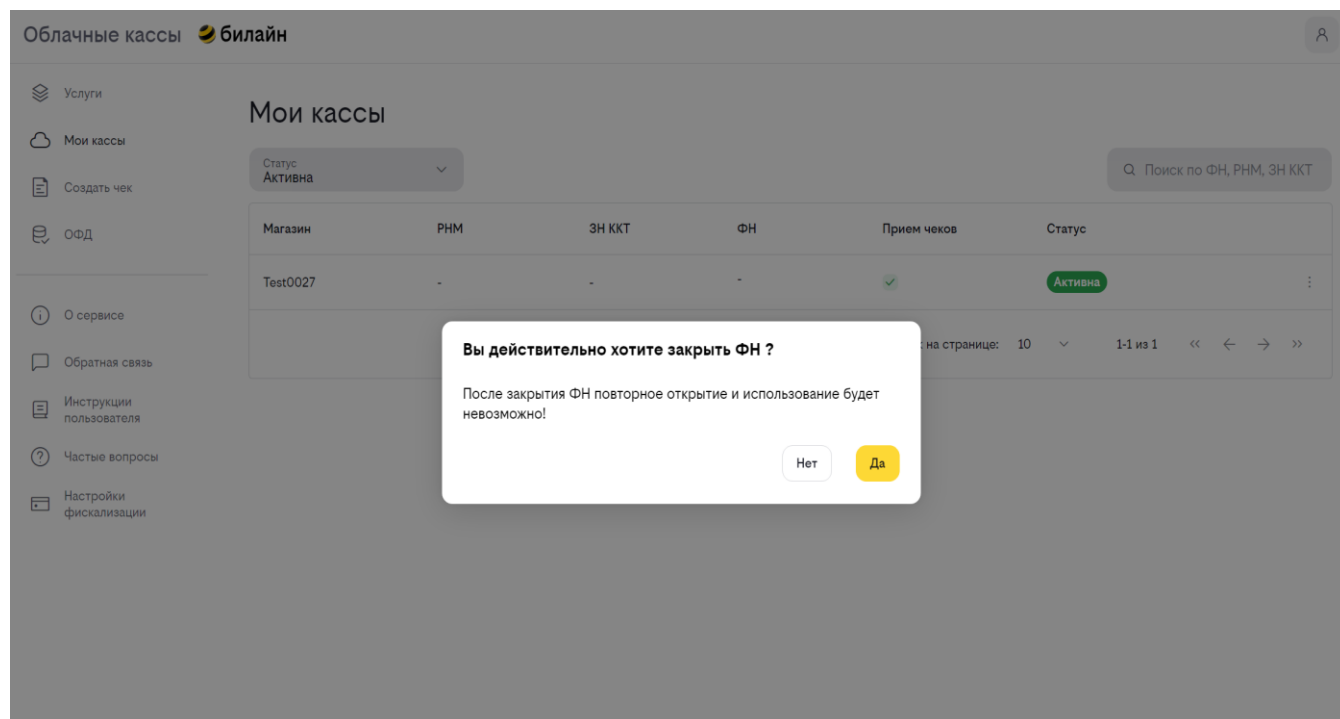 Облачные кассы билайн
Услуги
Мои кассы
Создать чек
ОФД
О сервисе
Обратная связь
Инструкции
пользователя
Частые вопросы
Настройки
фискализации
Мои кассы
Статус
Активна
Поиск по ФН, РНМ, ЗН ККТ
Магазин РНМ ЗН ККТ ФН Прием чеков Статус
Test0027 - - - Активна
на странице: 10 1-1 из 1
Вы действительно хотите закрыть ФН ?
После закрытия ФН повторное открытие и использование будет
невозможно!
Нет Да